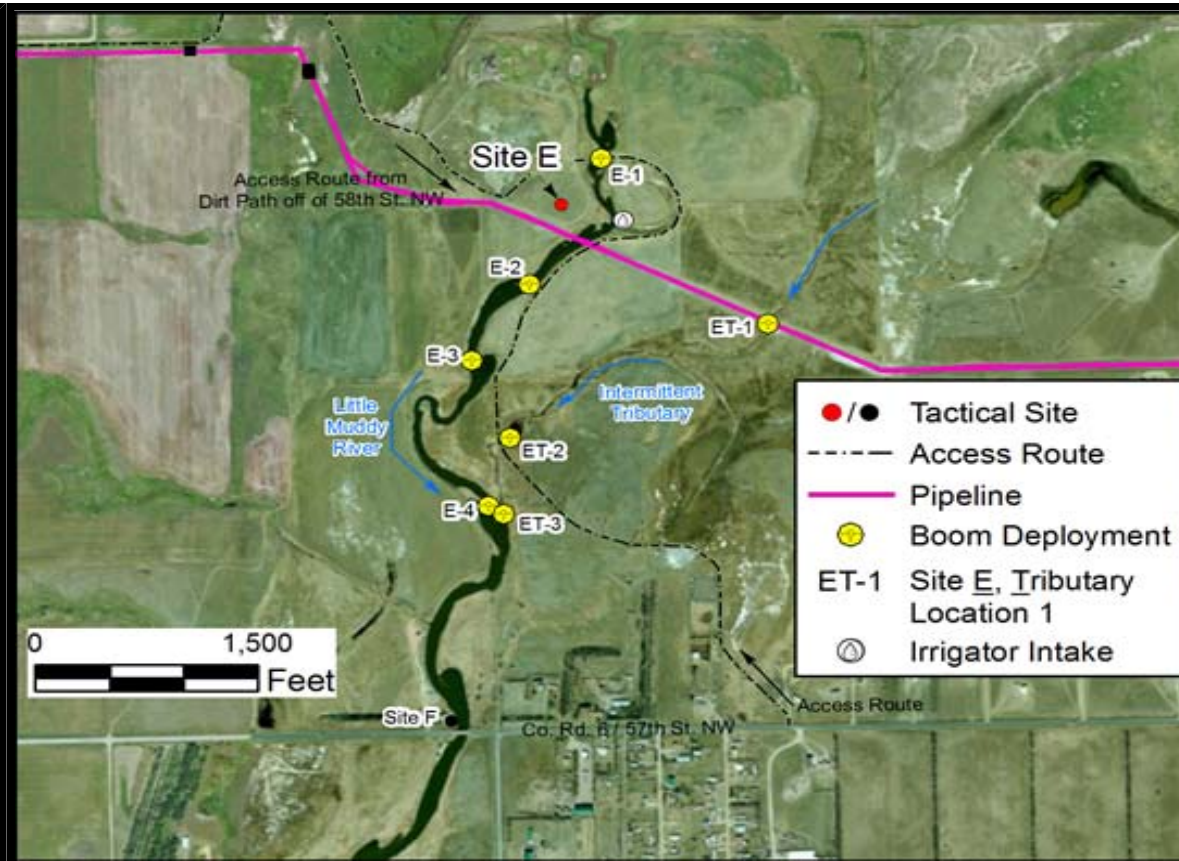 Site E
E-1
Access Route from
Dirt Path off of 58th St. NW
E-2
ET-1
E-3
Little
Muddy
River
Intermittent
Tributary
ET-2
E-4
ET-3
0 1,500
Feet
Site F
Co. Rd. 6 / 57th St. NW
Access Route
/ Tactical Site
Access Route
Pipeline
Boom Deployment
ET-1 Site E, Tributary
Location 1
Irrigator Intake